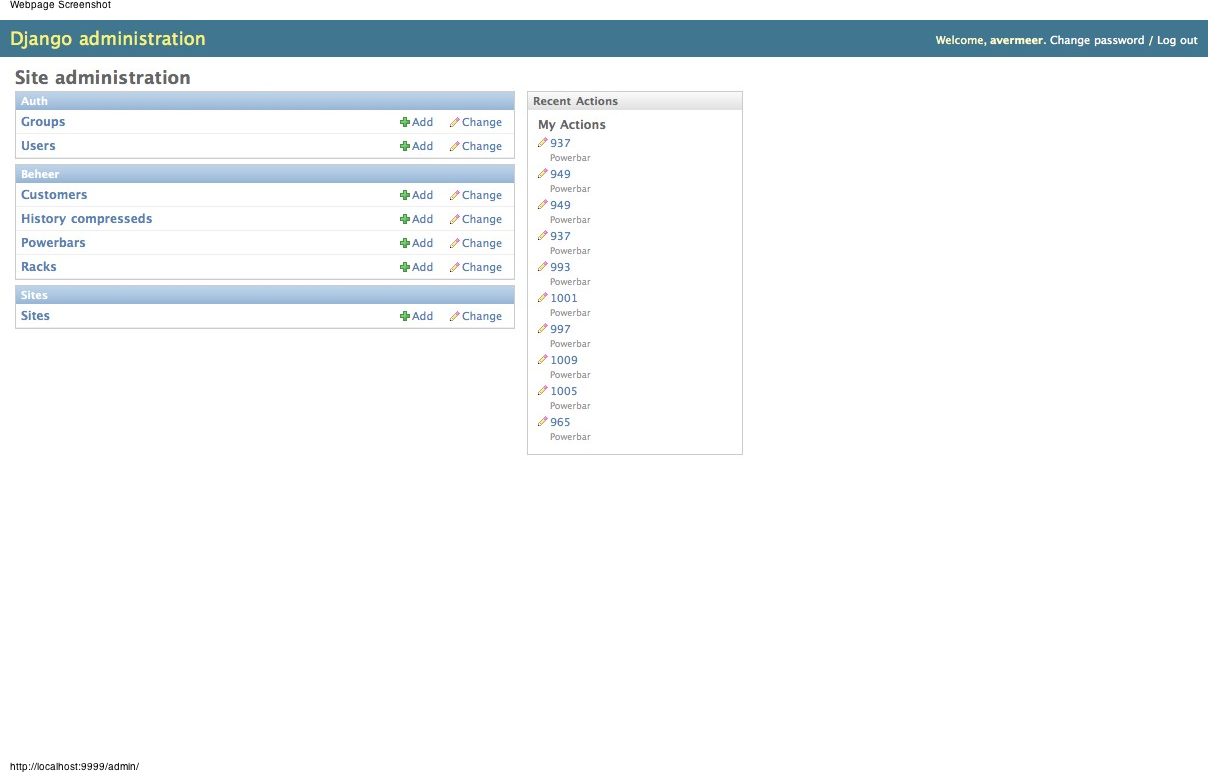 Webpage Screenshot
Django administration
Welcome, avermeer. Change password / Log out
Site administration
Auth
Groups Add Change
Users Add Change
Beheer
Customers Add Change
History compresseds Add Change
Powerbars Add Change
Racks Add Change
Sites
Sites Add Change
Recent Actions
My Actions
937
Powerbar
949
Powerbar
949
Powerbar
937
Powerbar
993
Powerbar
1001
Powerbar
997
Powerbar
1009
Powerbar
1005
Powerbar
965
Powerbar
http://localhost:9999/admin/